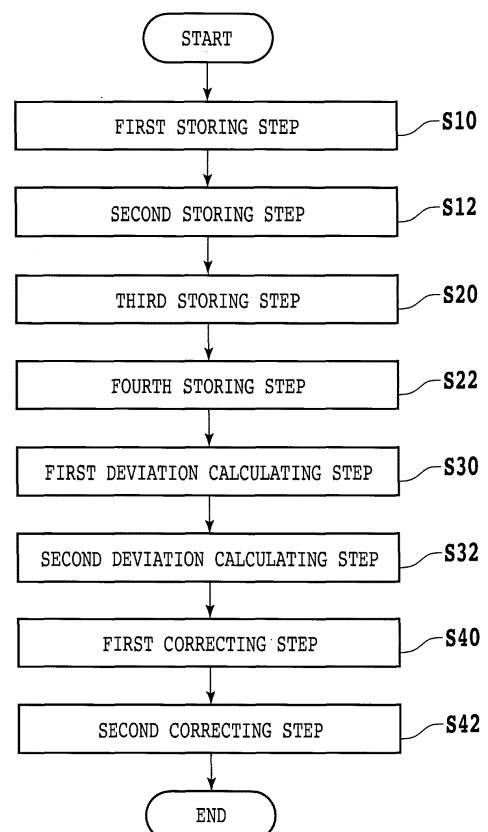 START
FIRST STORING STEP S10
SECOND STORING STEP S12
THIRD STORING STEP S20
FOURTH STORING STEP S22
FIRST DEVIATION CALCULATING STEP S30
SECOND DEVIATION CALCULATING STEP S32
FIRST CORRECTING STEP S40
SECOND CORRECTING STEP S42
END